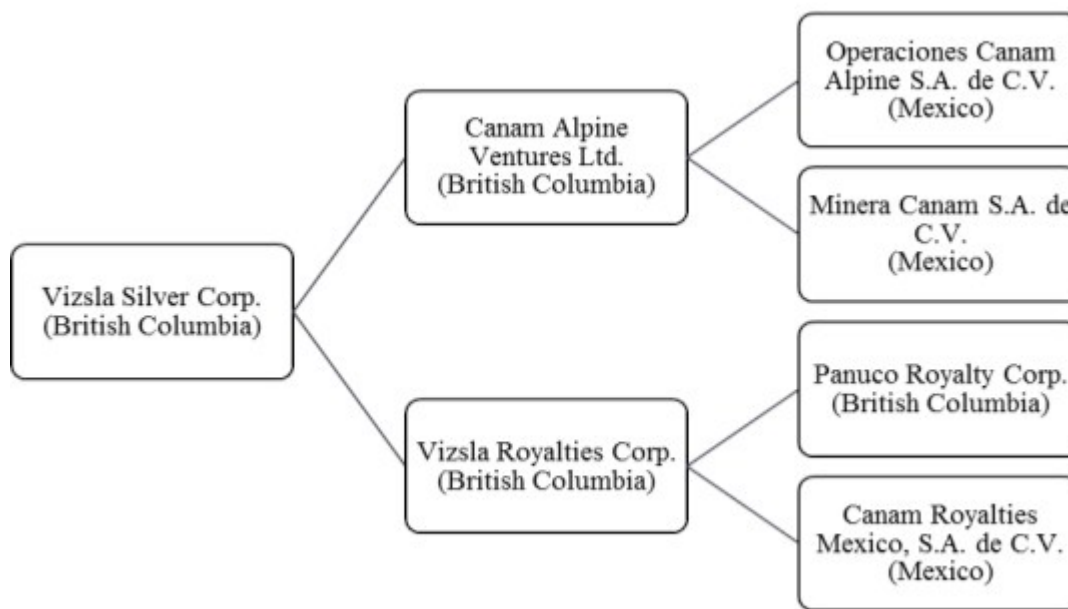 Vizsla Silver Corp.
(British Columbia)
Canam Alpine
Ventures Ltd.
(British Columbia)
Operaciones Canam
Alpine S.A. de C.V.
(Mexico)
Minera Canam S.A. de
C.V.
(Mexico)
Vizsla Royalties Corp.
(British Columbia)
Panuco Royalty Corp.
(British Columbia)
Canam Royalties
Mexico, S.A. de C.V.
(Mexico)